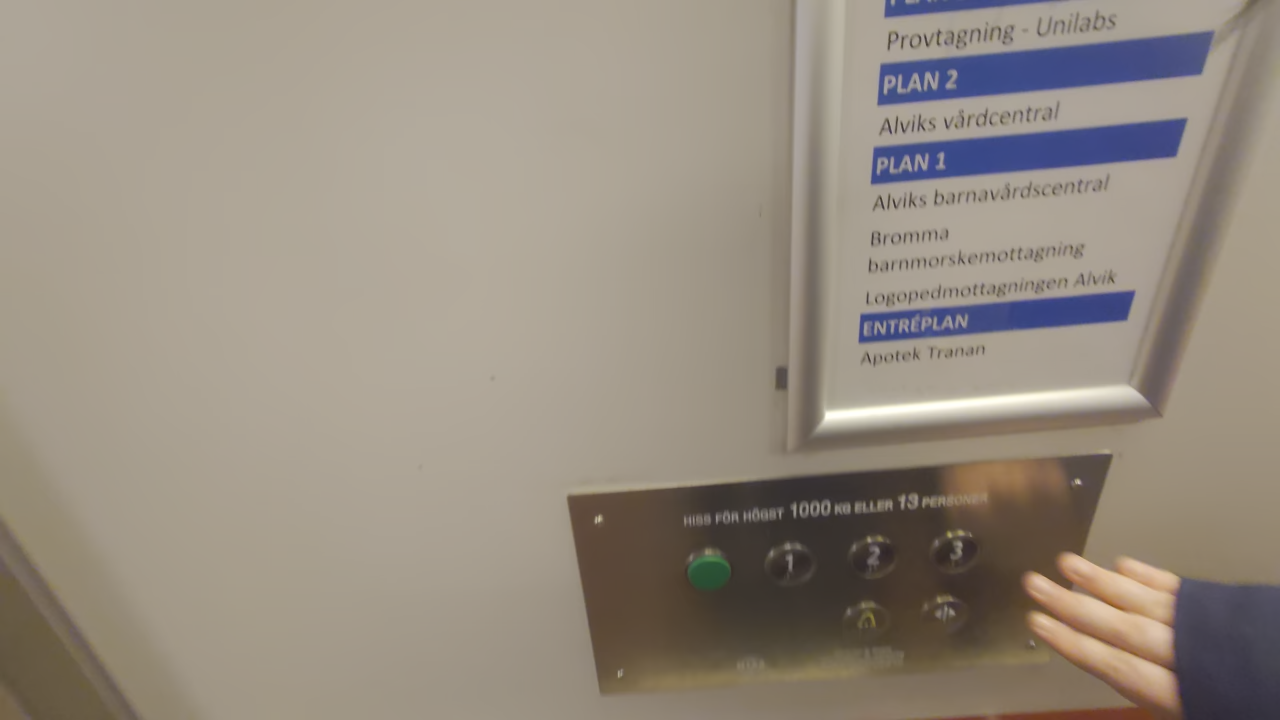 Provtagning - Unilabs
PLAN 2
Alviks vårdcentral
PLAN 1
Alviks barnavårdscentral
Bromma
barnmorskemottagning
Logopedmottagningen Alvik
ENTRÉPLAN
Apotek Tranan
HISS FÖR HÖGST 1000 KG ELLER 13 PERSONER
1 2 3